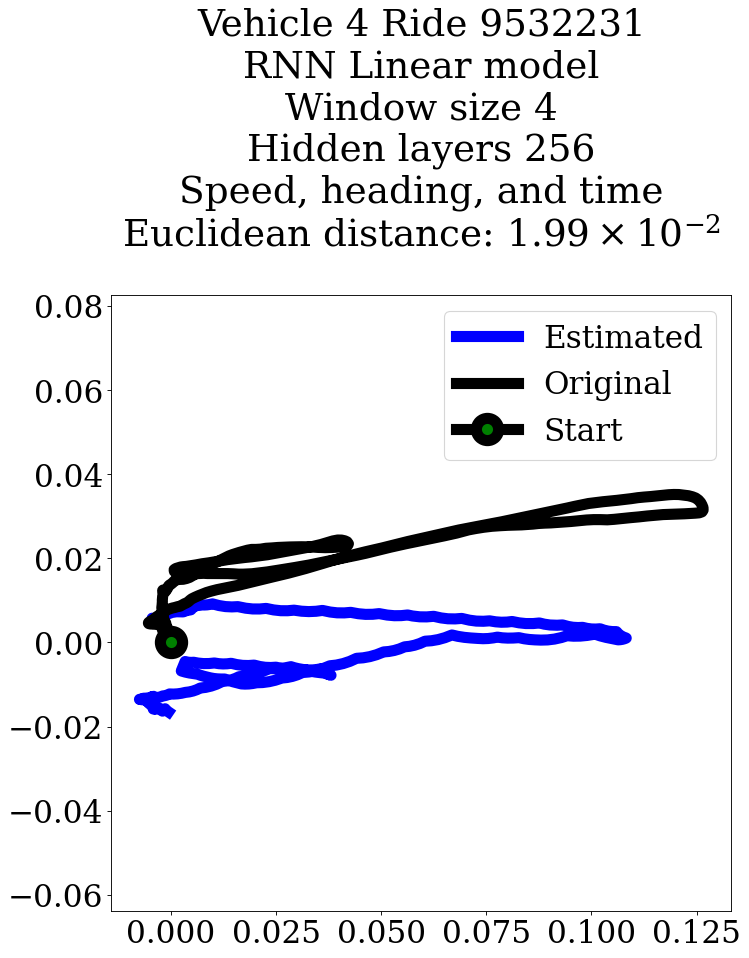 Vehicle 4 Ride 9532231
RNN Linear model
Window size 4
Hidden layers 256
Speed, heading, and time
Euclidean distance: 1.99 × 10⁻²
0.08
0.06
0.04
0.02
0.00
−0.02
−0.04
−0.06
Estimated
Original
Start
0.000 0.025 0.050 0.075 0.100 0.125